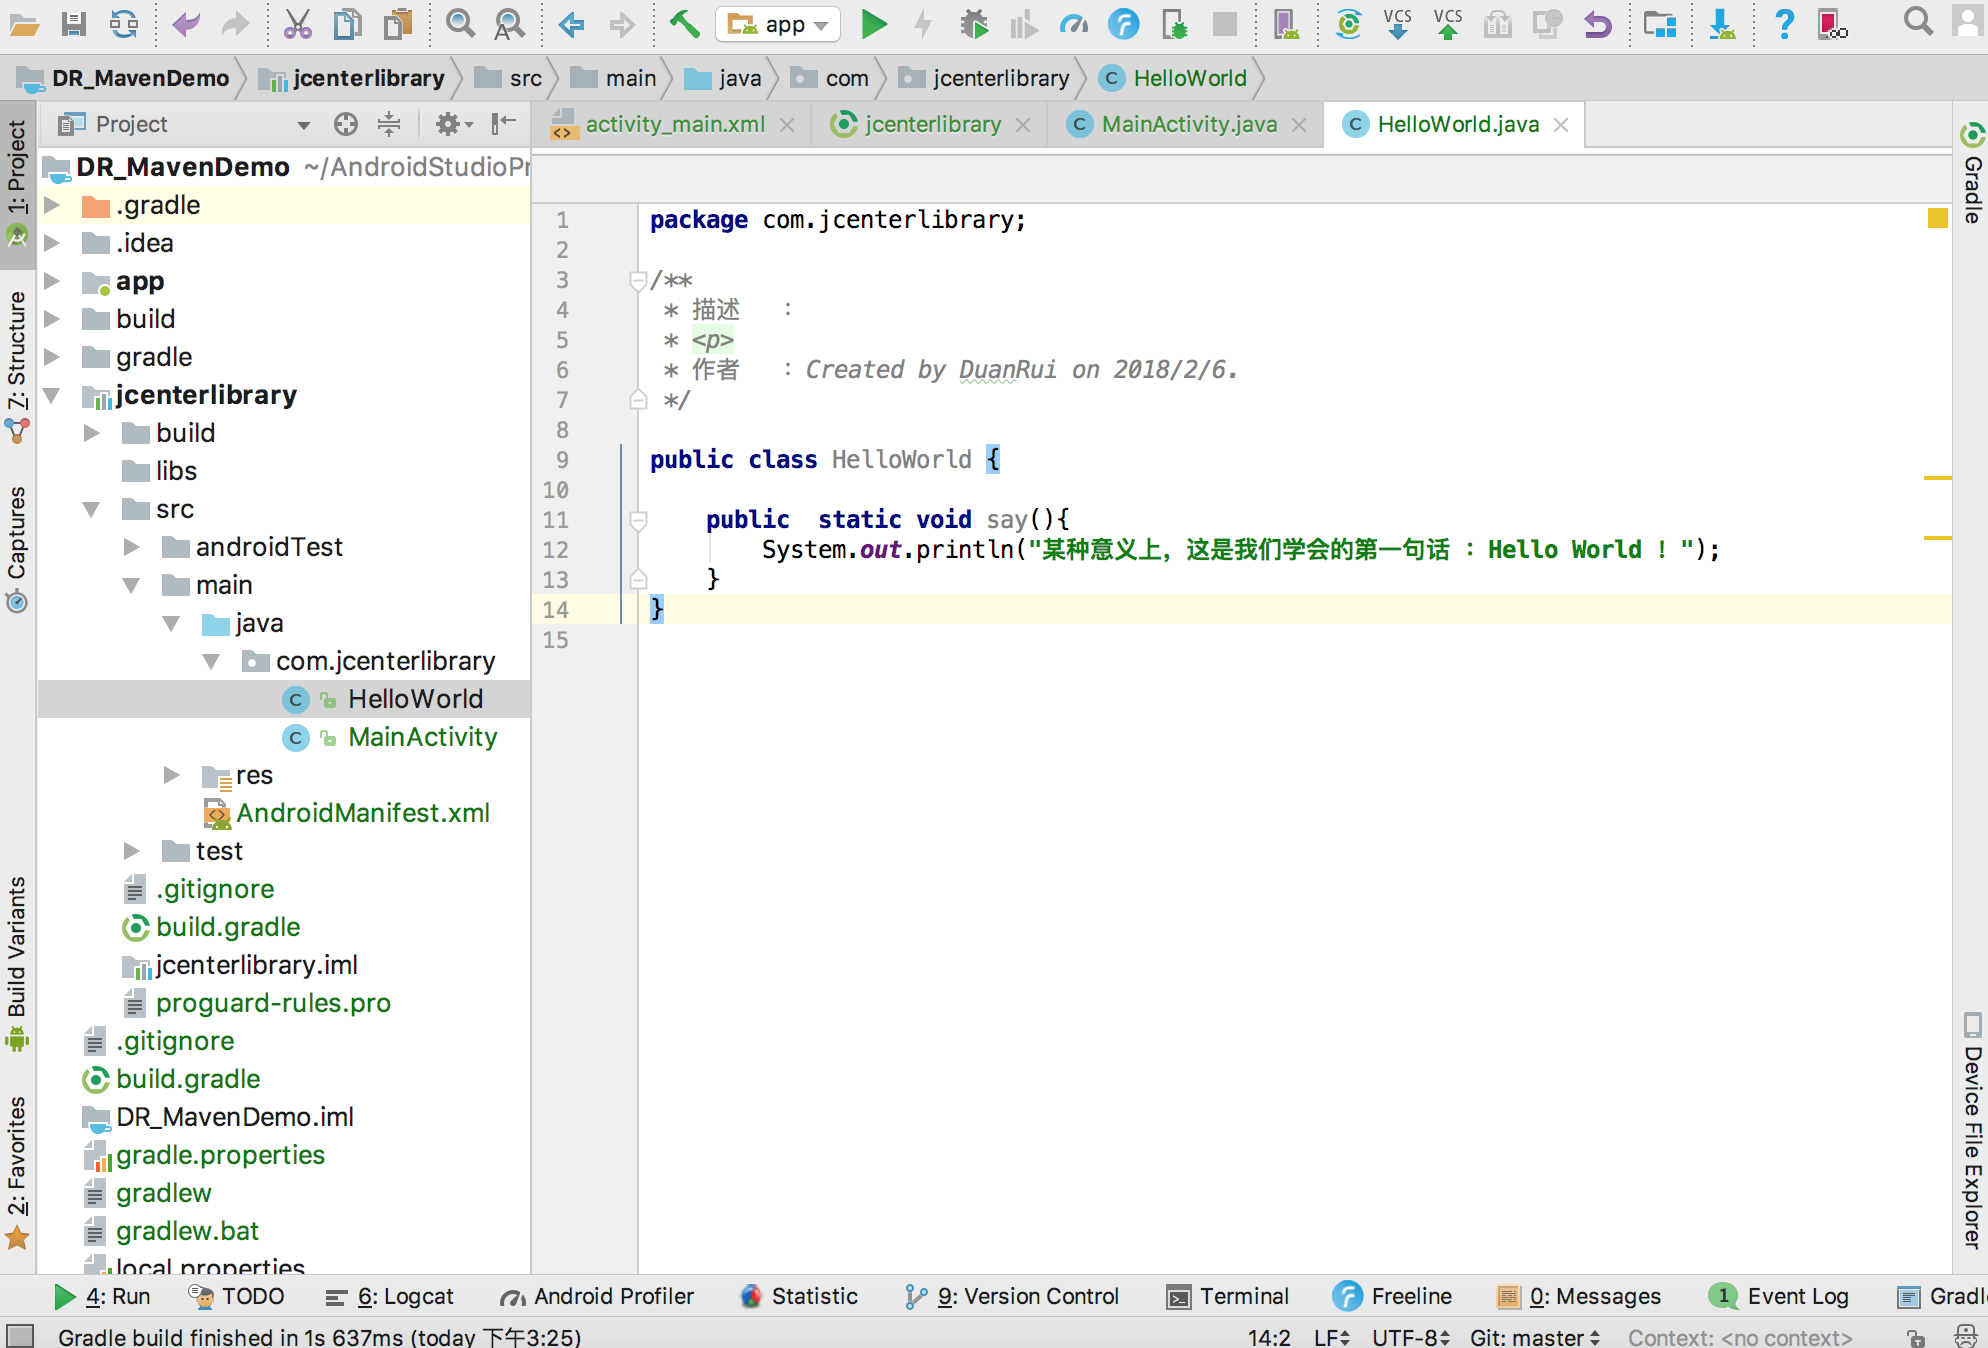 app
VCS
VCS
DR_MavenDemo
jcenterlibrary
src
main
java
com
jcenterlibrary
HelloWorld
Project
activity_main.xml
jcenterlibrary
MainActivity.java
HelloWorld.java
1: Project
7: Structure
Captures
Build Variants
2: Favorites
DR_MavenDemo ~/AndroidStudioPr
.gradle
.idea
app
build
gradle
jcenterlibrary
build
libs
src
androidTest
main
java
com.jcenterlibrary
HelloWorld
MainActivity
res
AndroidManifest.xml
test
.gitignore
build.gradle
jcenterlibrary.iml
proguard-rules.pro
.gitignore
build.gradle
DR_MavenDemo.iml
gradle.properties
gradlew
gradlew.bat
local.properties
1 package com.jcenterlibrary;
2
3 /**
4 * 描述 :
5 * <p>
6 * 作者 : Created by DuanRui on 2018/2/6.
7 */
8
9 public class HelloWorld {
10
11 public static void say(){
12 System.out.println("某种意义上，这是我们学会的第一句话 : Hello World ! ");
13 }
14 }
15
Gradle
Device File Explorer
4: Run
TODO
6: Logcat
Android Profiler
Statistic
9: Version Control
Terminal
Freeline
0: Messages
1 Event Log
Gradl
Gradle build finished in 1s 637ms (today 下午3:25)
14:2
LF
UTF-8
Git: master
Context: <no context>